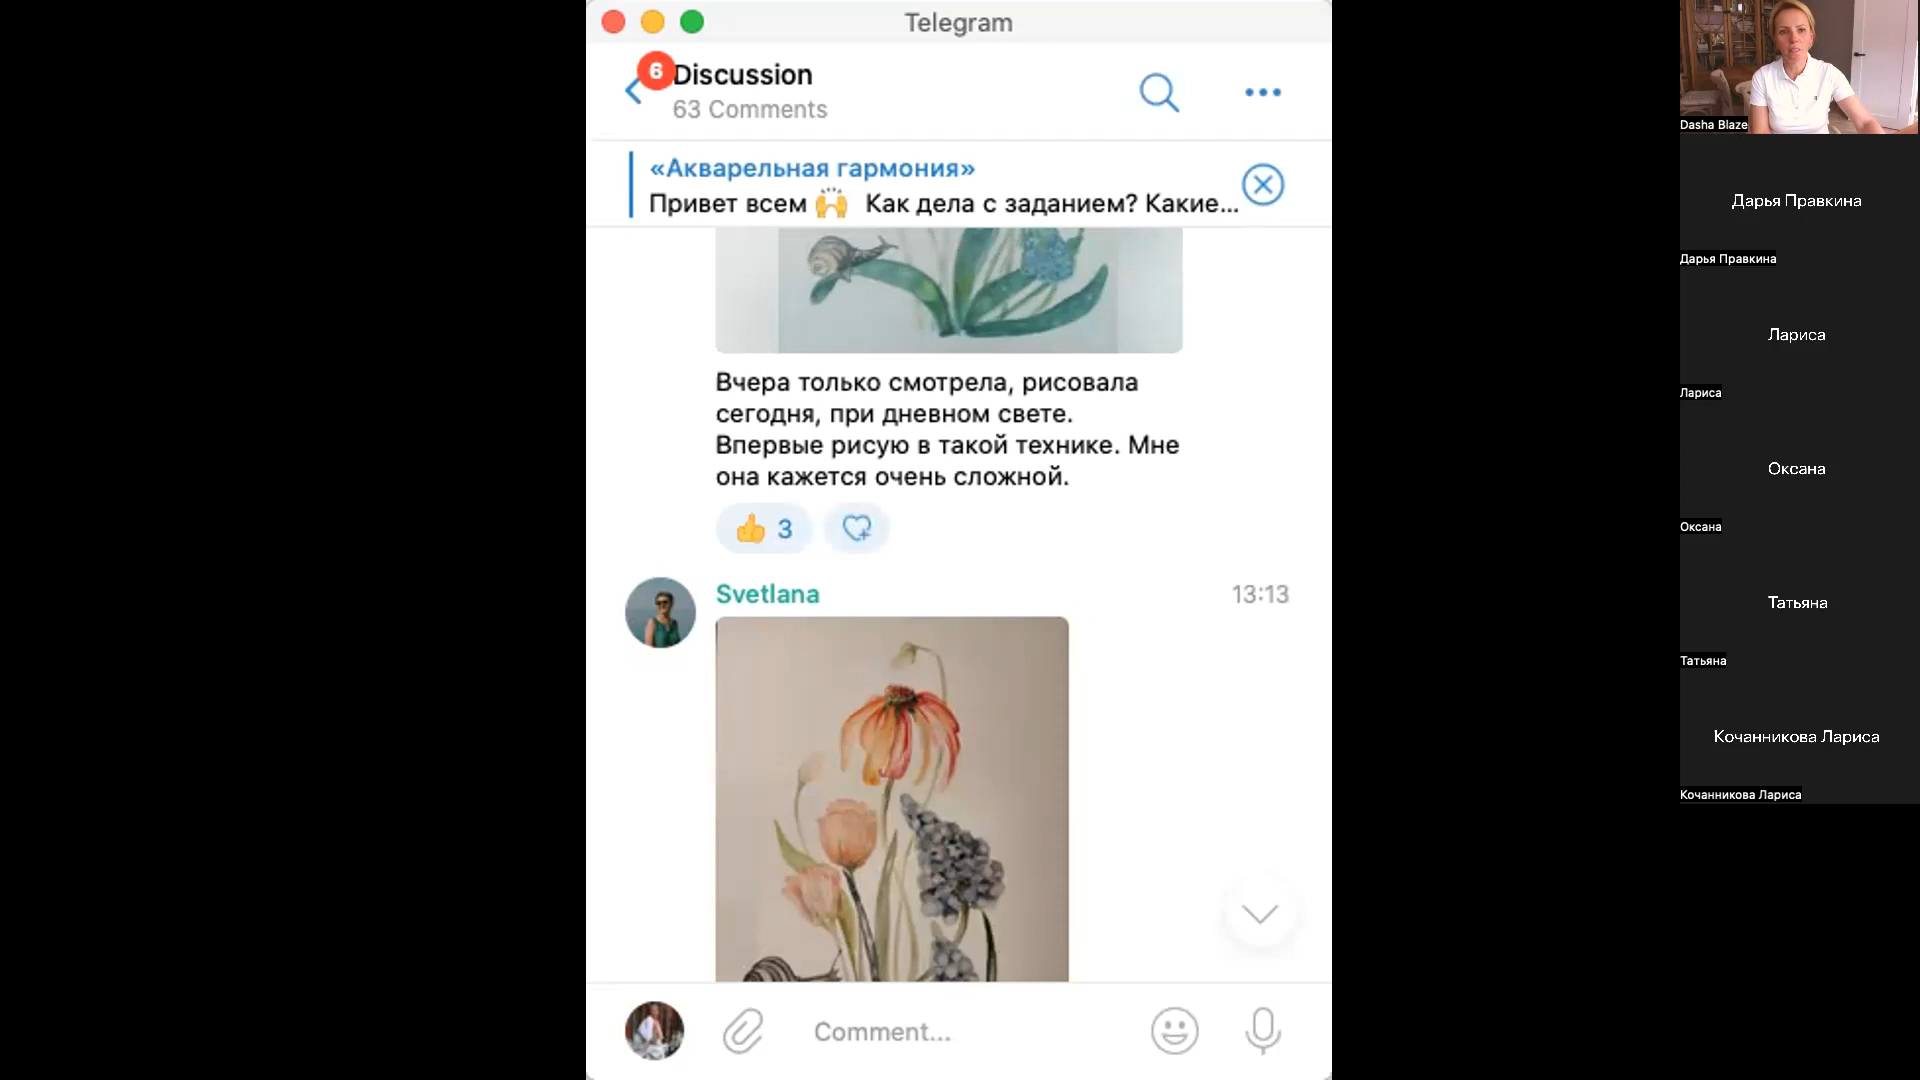 Telegram
6
Discussion
63 Comments
«Акварельная гармония»
Привет всем 🙌 Как дела с заданием? Какие...
Вчера только смотрела, рисовала
сегодня, при дневном свете.
Впервые рисую в такой технике. Мне
она кажется очень сложной.
👍 3
Svetlana
13:13
Comment...
Dasha Blaze
Дарья Правкина
Дарья Правкина
Лариса
Лариса
Оксана
Оксана
Татьяна
Татьяна
Кочанникова Лариса
Кочанникова Лариса